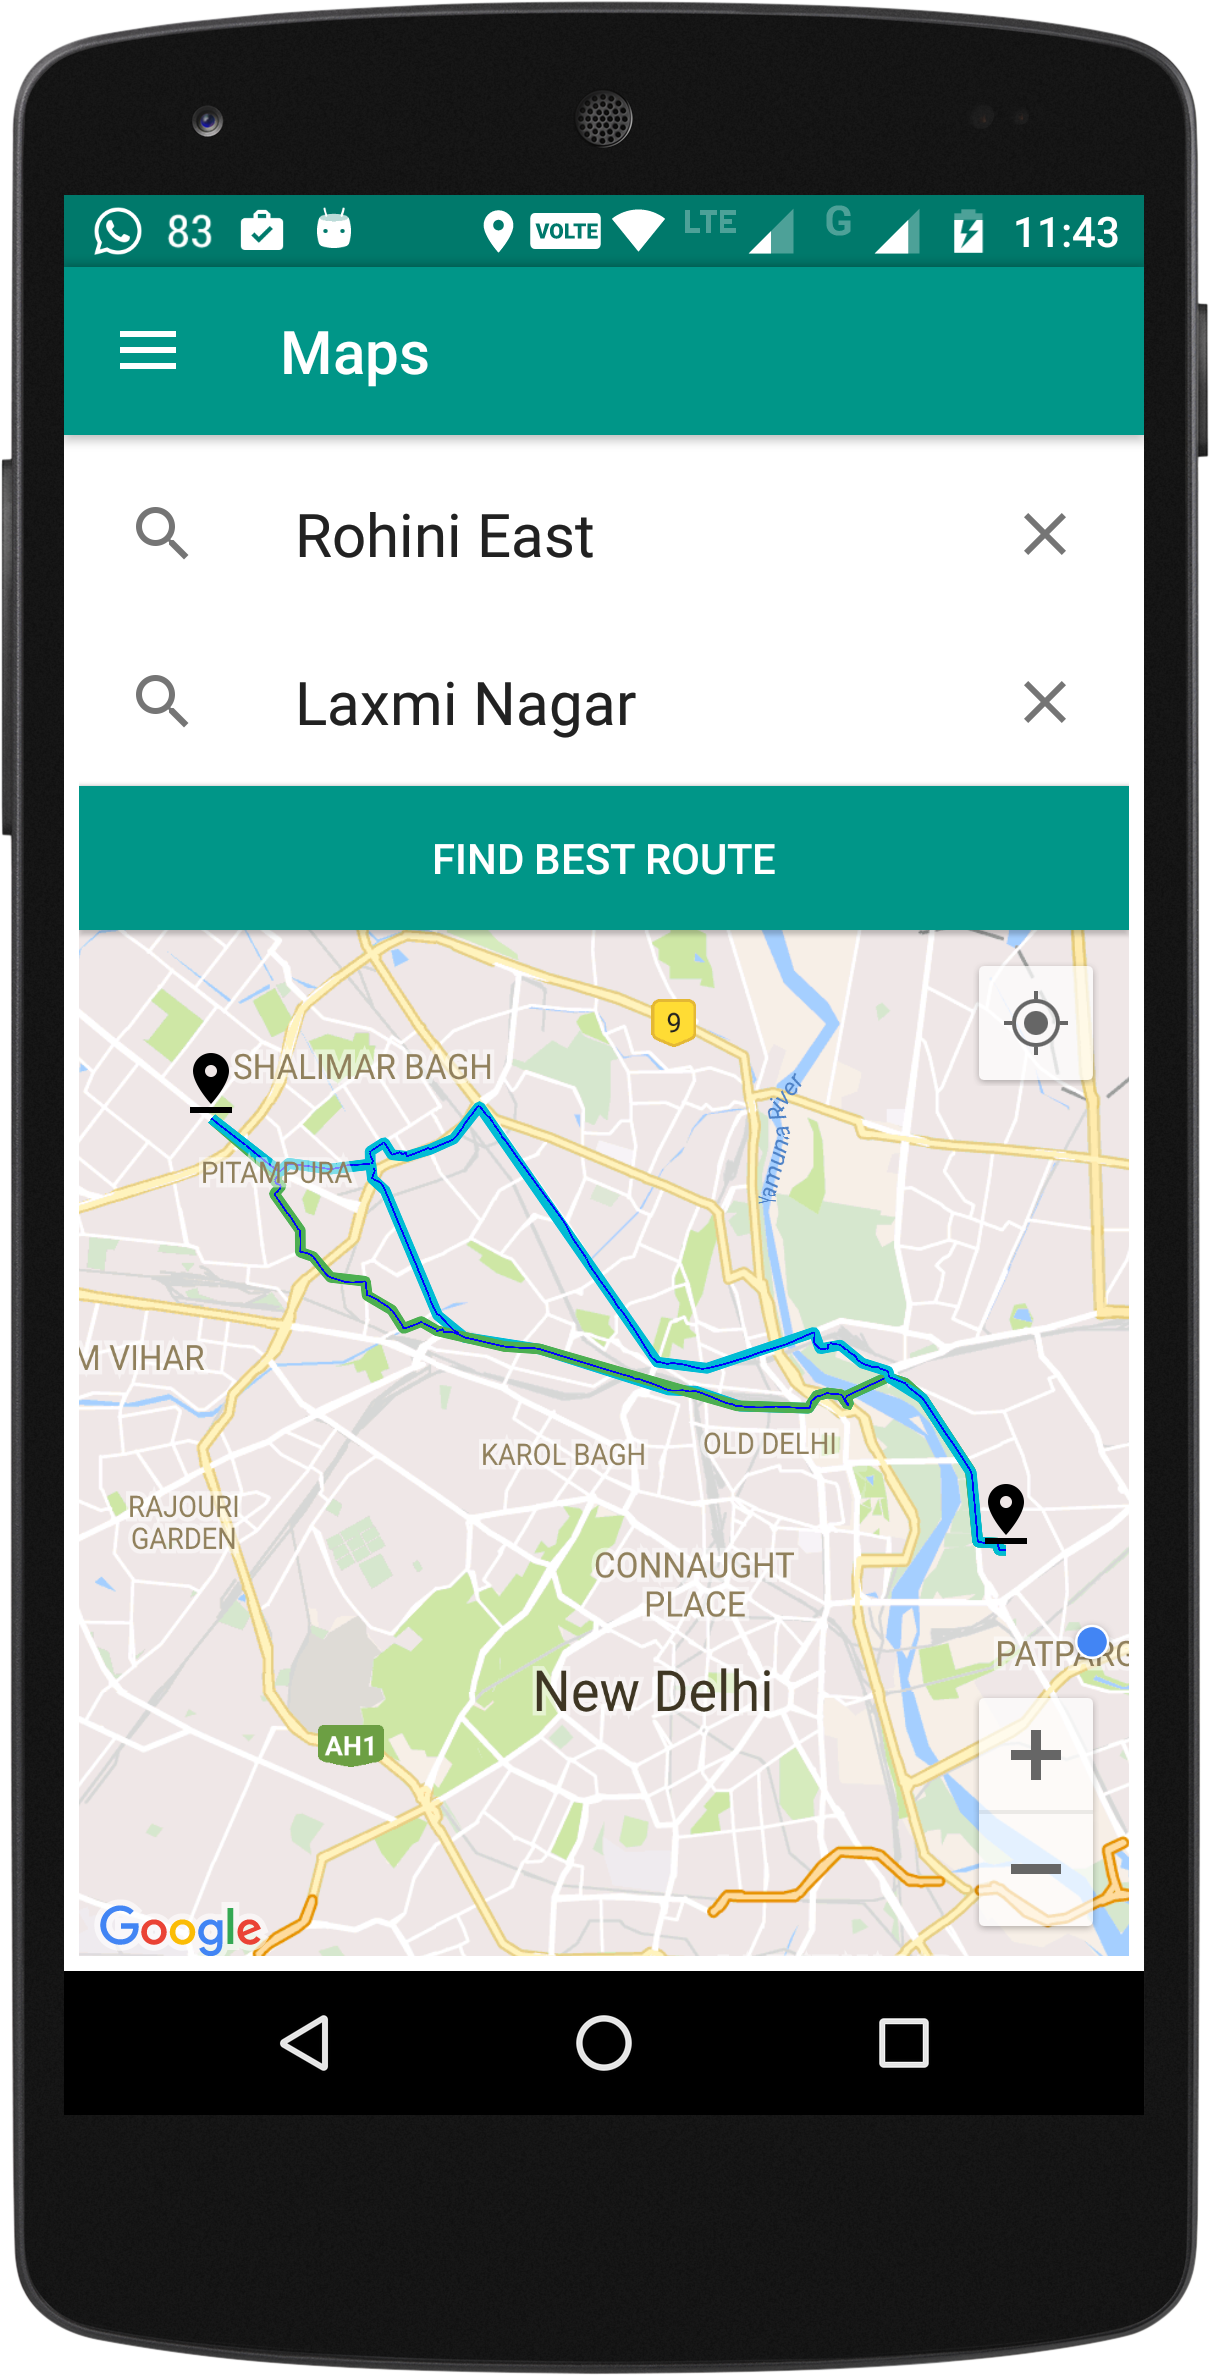 83 VOLTE LTE G 11:43
Maps
Rohini East
Laxmi Nagar
FIND BEST ROUTE
9
SHALIMAR BAGH
Yamuna River
PITAMPURA
M VIHAR
OLD DELHI
KAROL BAGH
RAJOURI
GARDEN
CONNAUGHT
PLACE
PATPARG
New Delhi
AH1
Google